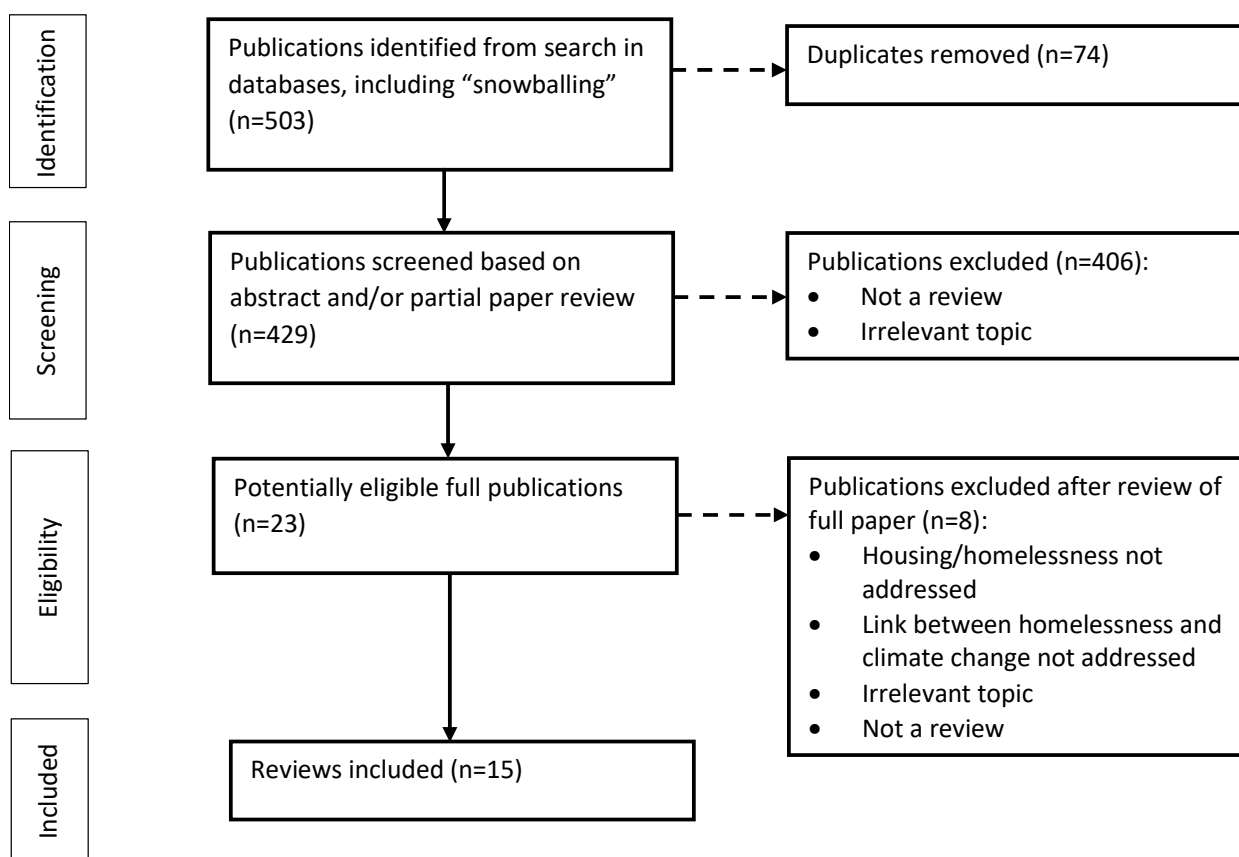 Identification
Publications identified from search in
databases, including “snowballing”
(n=503)
Duplicates removed (n=74)
Screening
Publications screened based on
abstract and/or partial paper review
(n=429)
Publications excluded (n=406):
• Not a review
• Irrelevant topic
Eligibility
Potentially eligible full publications
(n=23)
Publications excluded after review of
full paper (n=8):
• Housing/homelessness not
addressed
• Link between homelessness and
climate change not addressed
• Irrelevant topic
• Not a review
Included
Reviews included (n=15)